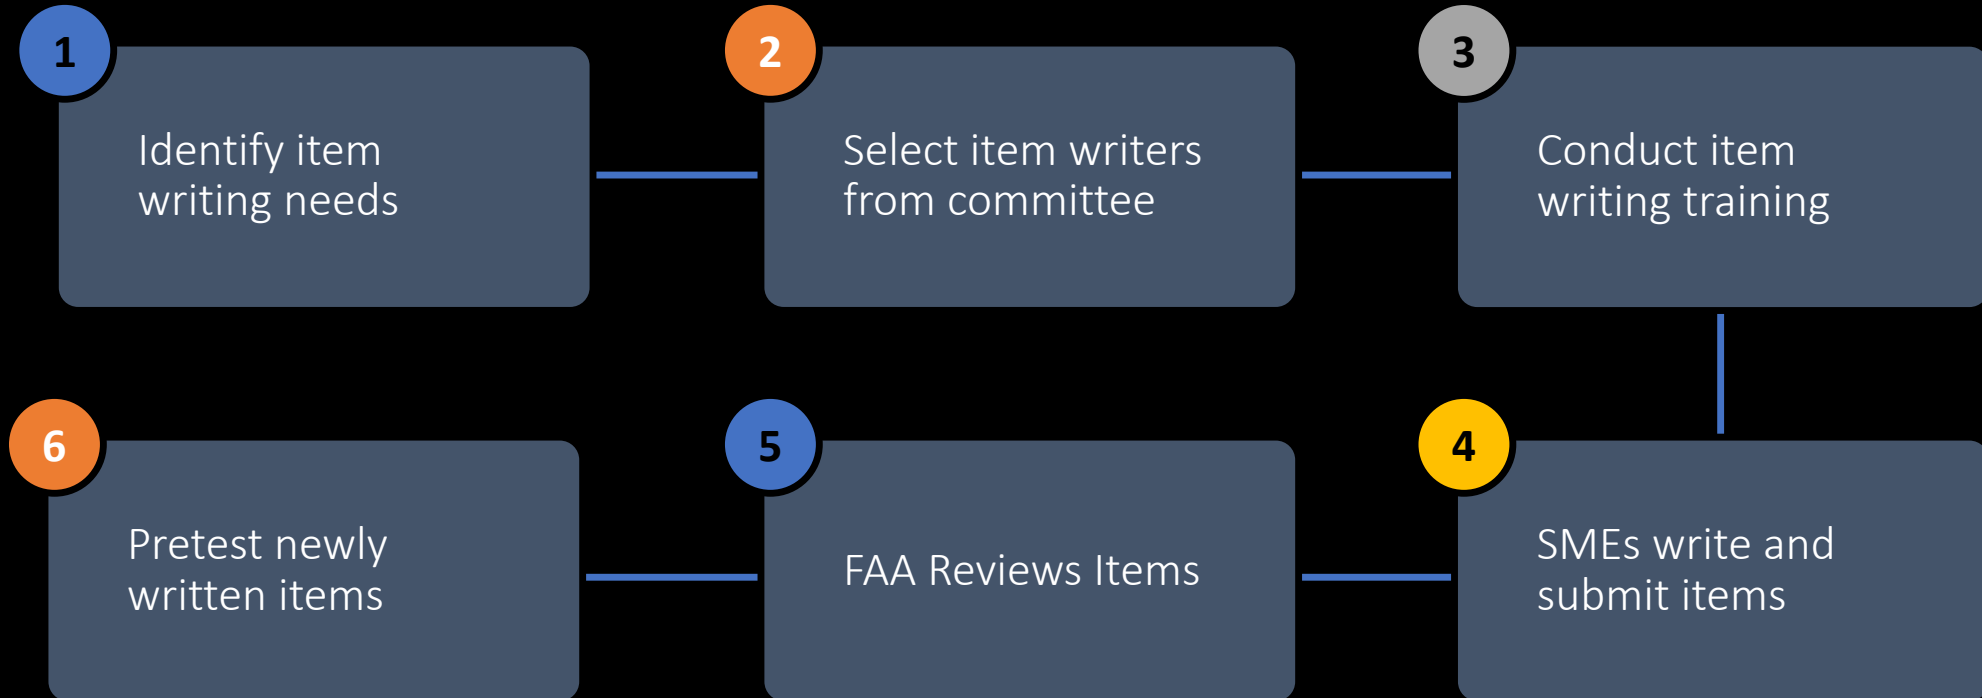 1
Identify item
writing needs
2
Select item writers
from committee
3
Conduct item
writing training
4
SMEs write and
submit items
5
FAA Reviews Items
6
Pretest newly
written items